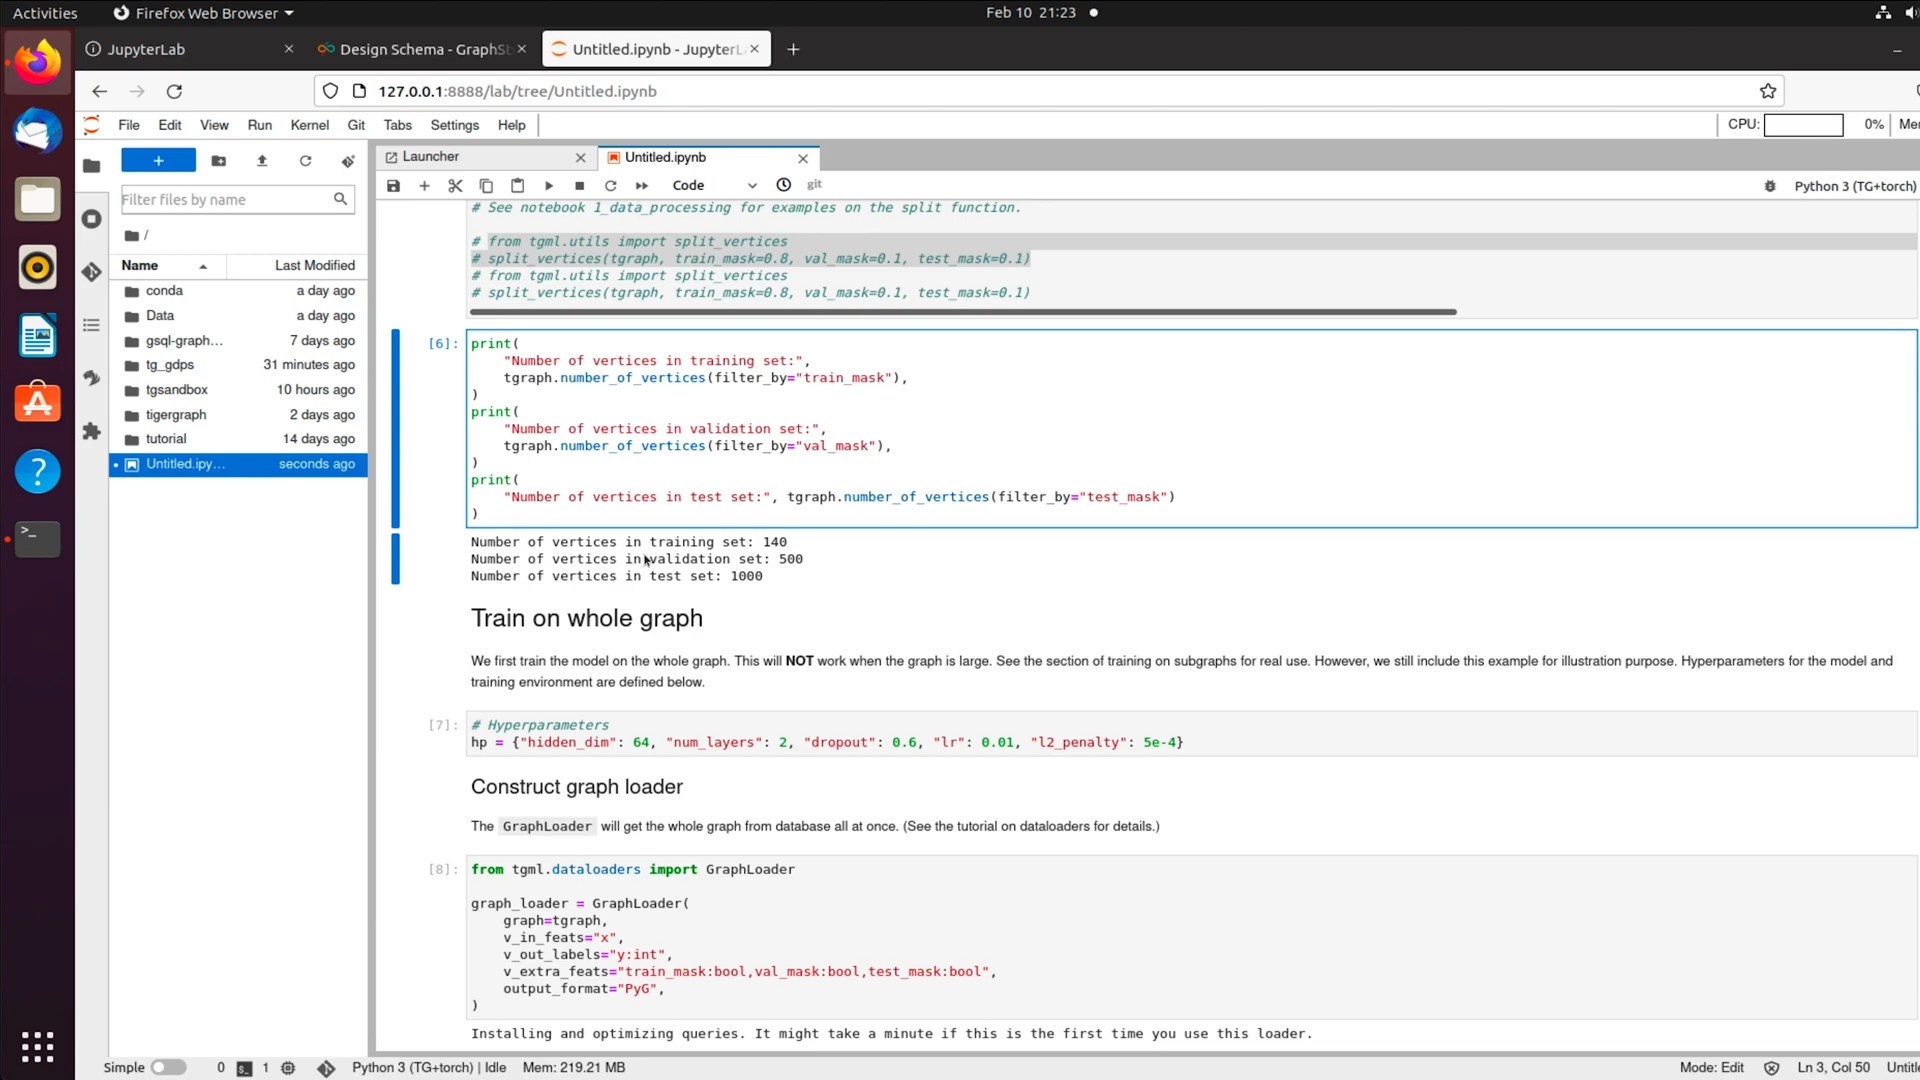 Activities
Firefox Web Browser
Feb 10 21:23
JupyterLab
Design Schema - GraphSt
Untitled.ipynb - JupyterL
127.0.0.1:8888/lab/tree/Untitled.ipynb
File Edit View Run Kernel Git Tabs Settings Help
CPU: 0% Mem
Launcher
Untitled.ipynb
Code
git
Python 3 (TG+torch)
Filter files by name
/
Name Last Modified
conda a day ago
Data a day ago
gsql-graph... 7 days ago
tg_gdps 31 minutes ago
tgsandbox 10 hours ago
tigergraph 2 days ago
tutorial 14 days ago
Untitled.ipy... seconds ago
# See notebook 1_data_processing for examples on the split function.
# from tgml.utils import split_vertices
# split_vertices(tgraph, train_mask=0.8, val_mask=0.1, test_mask=0.1)
# from tgml.utils import split_vertices
# split_vertices(tgraph, train_mask=0.8, val_mask=0.1, test_mask=0.1)
[6]: print(
"Number of vertices in training set:",
tgraph.number_of_vertices(filter_by="train_mask"),
)
print(
"Number of vertices in validation set:",
tgraph.number_of_vertices(filter_by="val_mask"),
)
print(
"Number of vertices in test set:", tgraph.number_of_vertices(filter_by="test_mask")
)
Number of vertices in training set: 140
Number of vertices in validation set: 500
Number of vertices in test set: 1000
Train on whole graph
We first train the model on the whole graph. This will NOT work when the graph is large. See the section of training on subgraphs for real use. However, we still include this example for illustration purpose. Hyperparameters for the model and
training environment are defined below.
[7]: # Hyperparameters
hp = {"hidden_dim": 64, "num_layers": 2, "dropout": 0.6, "lr": 0.01, "l2_penalty": 5e-4}
Construct graph loader
The GraphLoader will get the whole graph from database all at once. (See the tutorial on dataloaders for details.)
[8]: from tgml.dataloaders import GraphLoader
graph_loader = GraphLoader(
graph=tgraph,
v_in_feats="x",
v_out_labels="y:int",
v_extra_feats="train_mask:bool,val_mask:bool,test_mask:bool",
output_format="PyG",
)
Installing and optimizing queries. It might take a minute if this is the first time you use this loader.
Simple 0 1 Python 3 (TG+torch) | Idle Mem: 219.21 MB Mode: Edit Ln 3, Col 50 Untitle